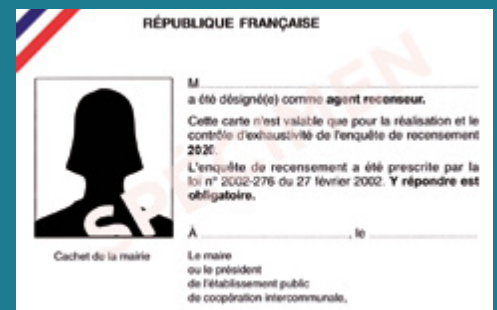 RÉPUBLIQUE FRANÇAISE
M
a été désigné(e) comme agent recenseur.
Cette carte n'est valable que pour la réalisation et le
contrôle d'exhaustivité de l'enquête de recensement
2020.
L'enquête de recensement a été prescrite par la
loi n° 2002-276 du 27 février 2002. Y répondre est
obligatoire.
À , le
Cachet de la mairie
Le maire
ou le président
de l'établissement public
de coopération intercommunale,
SPECIMEN